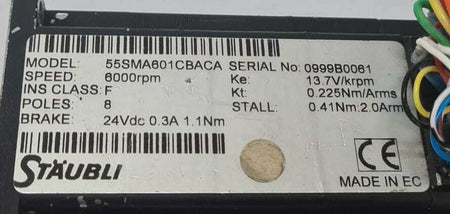 MODEL: 55SMA601CBACA SERIAL No: 0999B0061
SPEED: 6000rpm Ke: 13.7V/krpm
INS CLASS: F Kt: 0.225Nm/Arms
POLES: 8 STALL: 0.41Nm:2.0Arms
BRAKE: 24Vdc 0.3A 1.1Nm
STÄUBLI
CE
MADE IN EC